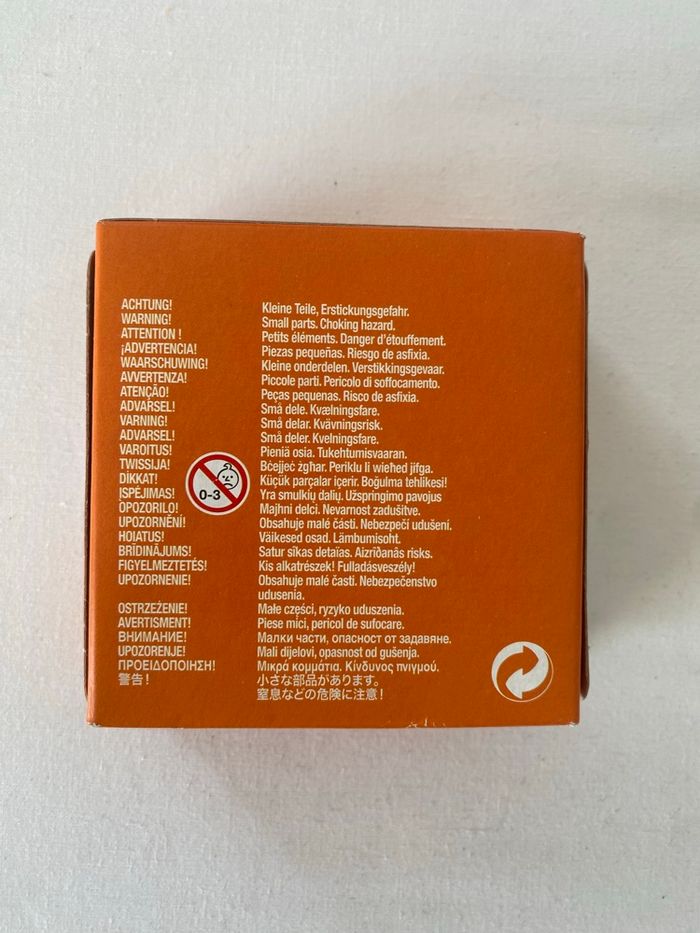 ACHTUNG! Kleine Teile, Erstickungsgefahr.
WARNING! Small parts. Choking hazard.
ATTENTION ! Petits éléments. Danger d'étouffement.
¡ADVERTENCIA! Piezas pequeñas. Riesgo de asfixia.
WAARSCHUWING! Kleine onderdelen. Verstikkingsgevaar.
AVVERTENZA! Piccole parti. Pericolo di soffocamento.
ATENÇÃO! Peças pequenas. Risco de asfixia.
ADVARSEL! Små dele. Kvælningsfare.
VARNING! Små delar. Kvävningsrisk.
ADVARSEL! Små deler. Kvelningsfare.
VAROITUS! Pieniä osia. Tukehtumisvaaran.
TWISSIJA! Bċejjeċ żgħar. Periklu li wieħed jifga.
DİKKAT! Küçük parçalar içerir. Boğulma tehlikesi!
ĮSPĖJIMAS! Yra smulkių dalių. Užspringimo pavojus
OPOZORILO! Majhni delci. Nevarnost zadušitve.
UPOZORNĚNÍ! Obsahuje malé části. Nebezpečí udušení.
HOIATUS! Väikesed osad. Lämbumisoht.
BRĪDINĀJUMS! Satur sīkas detaīas. Aizrīðanâs risks.
FIGYELMEZTETÉS! Kis alkatrészek! Fulladásveszély!
UPOZORNENIE! Obsahuje malé časti. Nebezpečenstvo
udusenia.
OSTRZEŻENIE! Małe części, ryzyko uduszenia.
AVERTISMENT! Piese mici, pericol de sufocare.
ВНИМАНИЕ! Малки части, опасност от задавяне.
UPOZORENJE! Mali dijelovi, opasnost od gušenja.
ΠΡΟΕΙΔΟΠΟΙΗΣΗ! Μικρά κομμάτια. Κίνδυνος πνιγμού.
警告! 小さな部品があります。
窒息などの危険に注意!
0-3